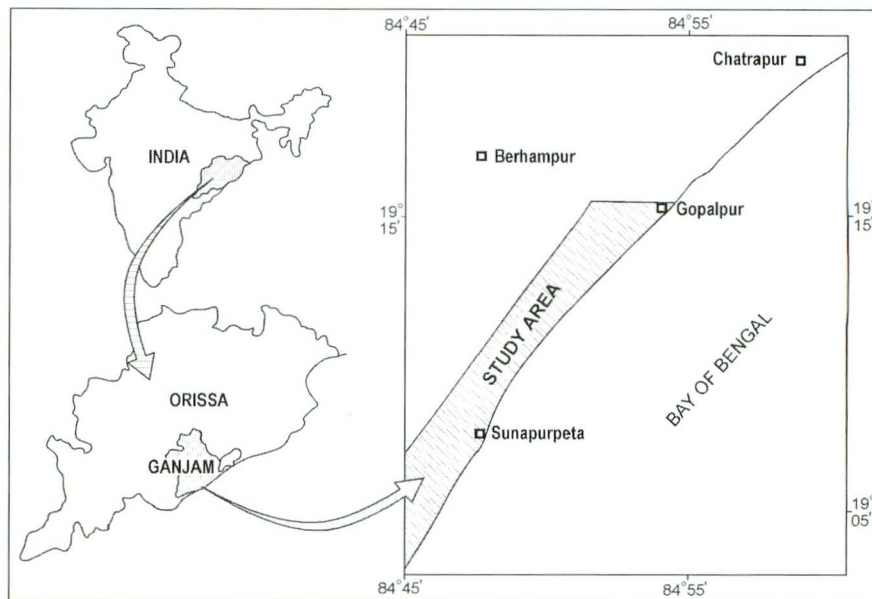 84°45'
84°55'
Chatrapur
INDIA
Berhampur
19°
15'
Gopalpur
19°
15'
STUDY AREA
BAY OF BENGAL
ORISSA
Sunapurpeta
GANJAM
19°
05'
84°45'
84°55'